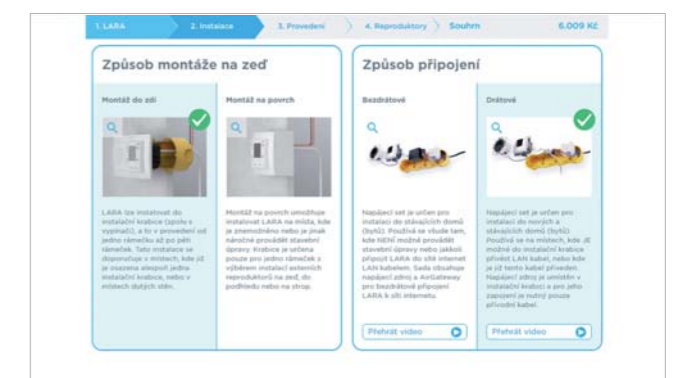 1. LARA
2. Instalace
3. Provedení
4. Reproduktory
Souhrn
6.009 Kč
Způsob montáže na zeď
Montáž do zdi
LARA lze instalovat do
instalační krabice (spolu s
vypínači), a to v provedení od
jedno rámečku až po pěti
rámeček. Tato instalace se
doporučuje v místech, kde již
je osazena alespoň jedna
instalační krabice, nebo v
místech dutých stěn.
Montáž na povrch
Montáž na povrch umožňuje
instalovat LARA na místa, kde
je znemožněno nebo je jinak
náročné provádět stavební
úpravy. Krabice je určena
pouze pro jedno rámeček s
výběrem instalací externích
reproduktorů na zeď, do
podhledu nebo na strop.
Způsob připojení
Bezdrátové
Napájecí set je určen pro
instalaci do stávajících domů
(bytů). Používá se všude tam,
kde NENÍ možné provádět
stavební úpravy nebo jakkoli
připojit LARA do sítě internet
LAN kabelem. Sada obsahuje
napájecí zdroj a AirGateway
pro bezdrátové připojení
LARA k síti internetu.
Přehrát video
Drátové
Napájecí set je určen pro
instalaci do nových a
stávajících domů (bytů).
Používá se na místech, kde JE
možné do instalační krabice
přivést LAN kabel, nebo kde
je již tento kabel přiveden.
Napájecí zdroj je umístěn v
instalační krabici a pro jeho
zapojení je nutný pouze
přívodní kabel.
Přehrát video